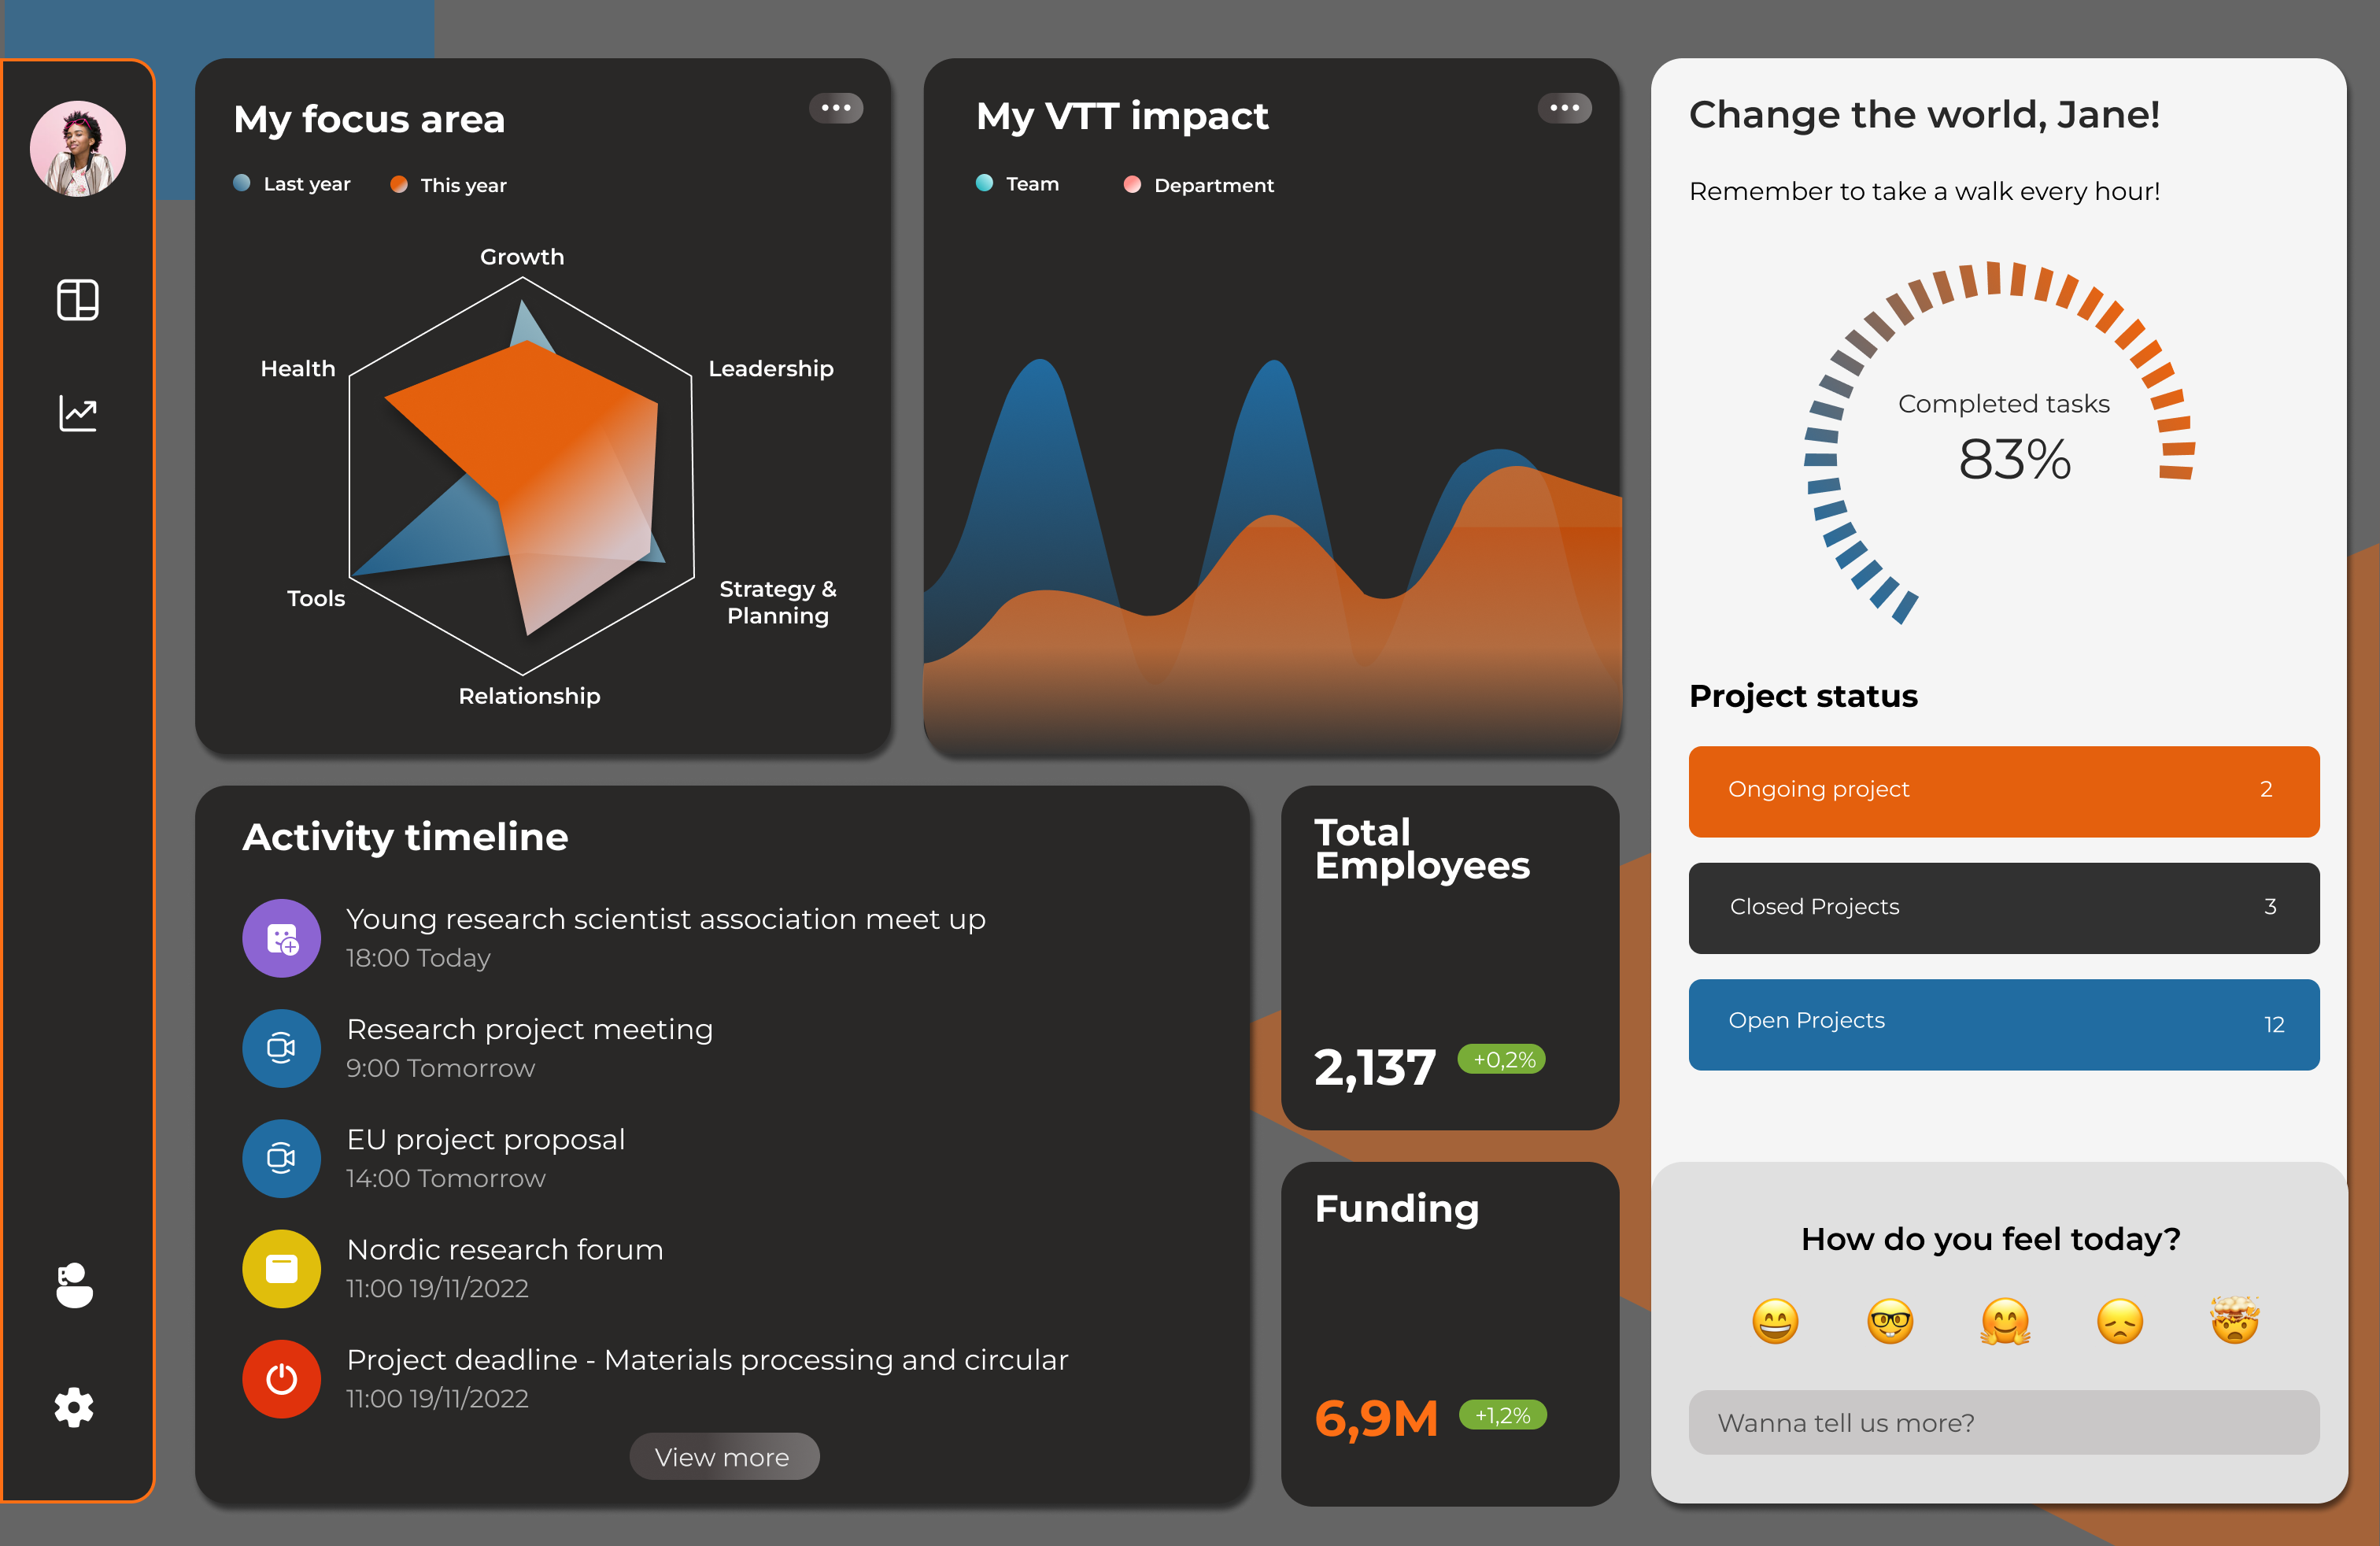 My focus area
Last year
This year
Growth
Health
Leadership
Tools
Strategy &
Planning
Relationship
My VTT impact
Team
Department
Change the world, Jane!
Remember to take a walk every hour!
Completed tasks
83%
Project status
Ongoing project 2
Closed Projects 3
Open Projects 12
Activity timeline
Young research scientist association meet up
18:00 Today
Research project meeting
9:00 Tomorrow
EU project proposal
14:00 Tomorrow
Nordic research forum
11:00 19/11/2022
Project deadline - Materials processing and circular
11:00 19/11/2022
View more
Total
Employees
2,137 +0,2%
Funding
6,9M +1,2%
How do you feel today?
Wanna tell us more?